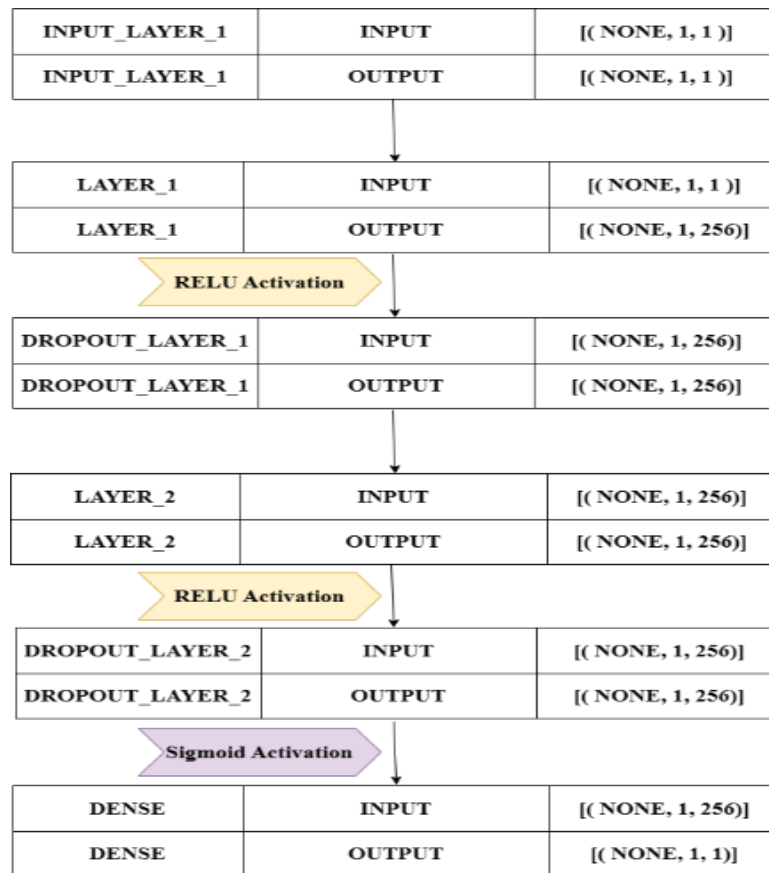 INPUT_LAYER_1 INPUT [( NONE, 1, 1 )]
INPUT_LAYER_1 OUTPUT [( NONE, 1, 1 )]
LAYER_1 INPUT [( NONE, 1, 1 )]
LAYER_1 OUTPUT [( NONE, 1, 256)]
RELU Activation
DROPOUT_LAYER_1 INPUT [( NONE, 1, 256)]
DROPOUT_LAYER_1 OUTPUT [( NONE, 1, 256)]
LAYER_2 INPUT [( NONE, 1, 256)]
LAYER_2 OUTPUT [( NONE, 1, 256)]
RELU Activation
DROPOUT_LAYER_2 INPUT [( NONE, 1, 256)]
DROPOUT_LAYER_2 OUTPUT [( NONE, 1, 256)]
Sigmoid Activation
DENSE INPUT [( NONE, 1, 256)]
DENSE OUTPUT [( NONE, 1, 1)]